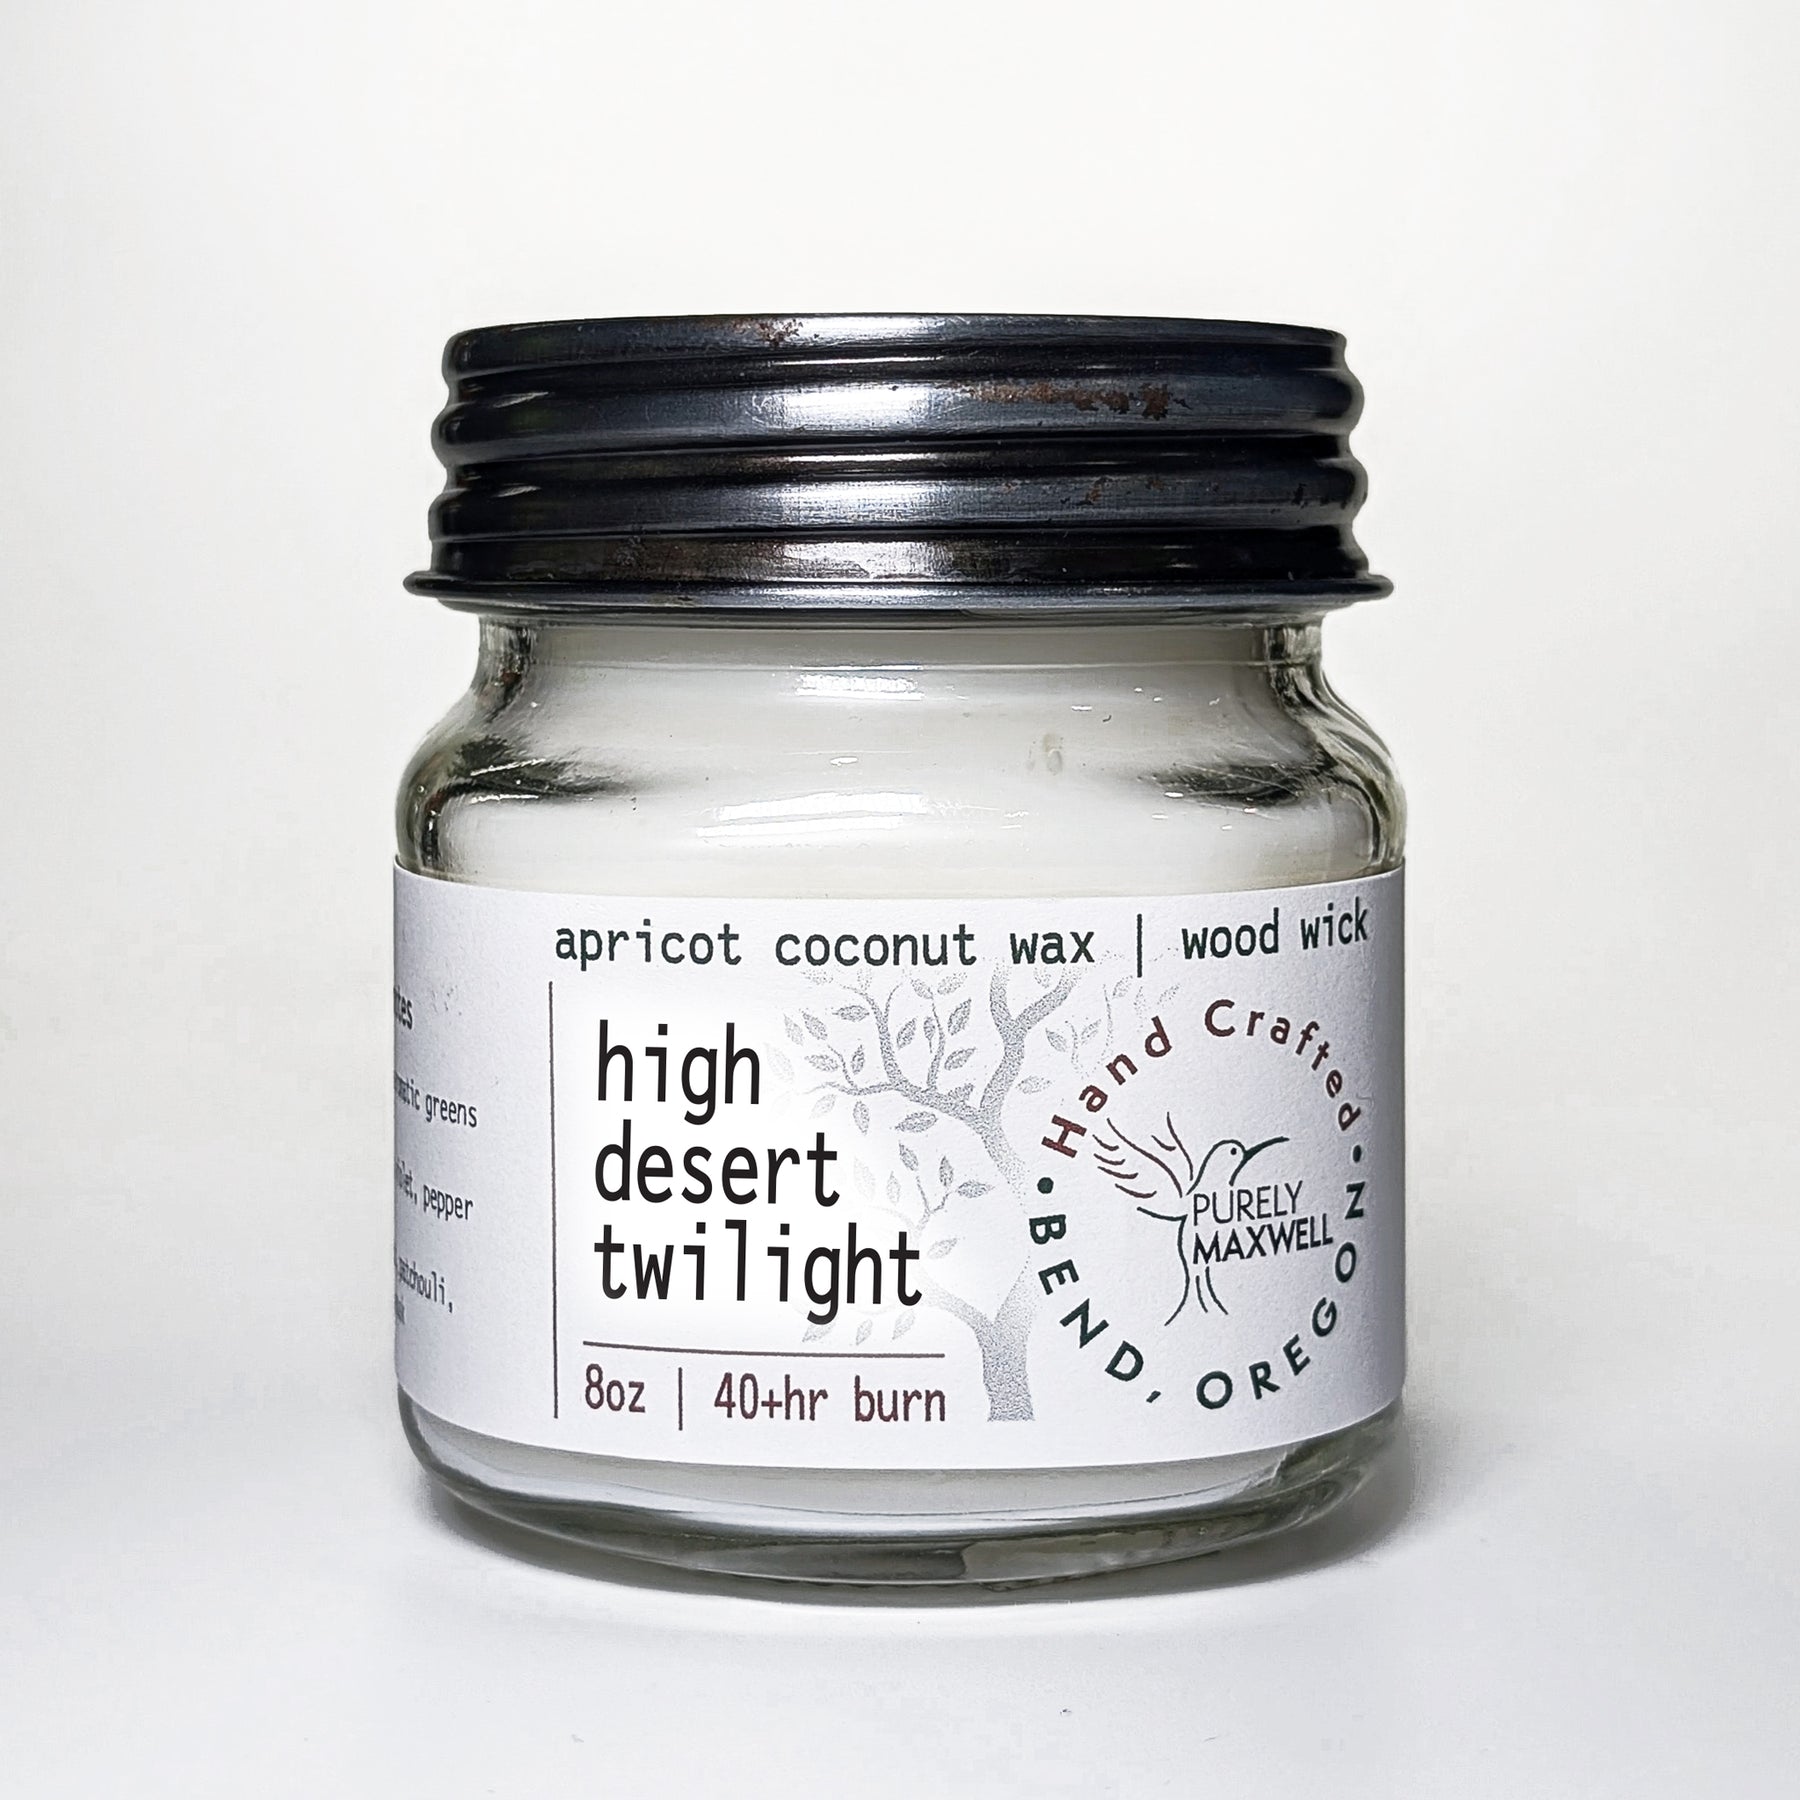 apricot coconut wax | wood wick
high
desert
twilight
8oz | 40+hr burn
Hand Crafted
PURELY
MAXWELL
• BEND, OREGON •
greens
pepper
patchouli,